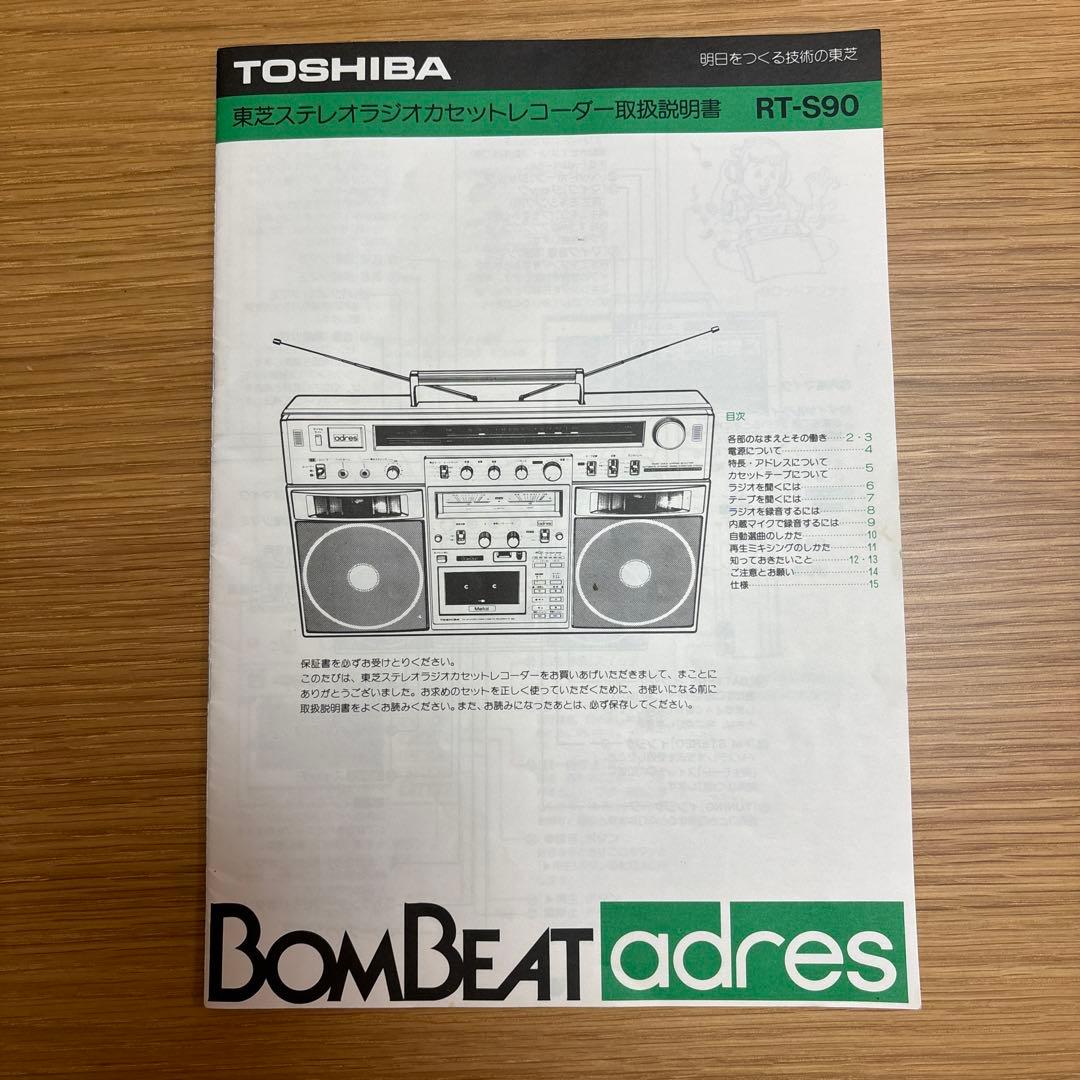 TOSHIBA
明日をつくる技術の東芝
東芝ステレオラジオカセットレコーダー取扱説明書 RT-S90
adres
目次
各部のなまえとその働き……2・3
電源について……………4
特長・アドレスについて
カセットテープについて……5
ラジオを聞くには…………6
テープを聞くには…………7
ラジオを録音するには………8
内蔵マイクで録音するには……9
自動選曲のしかた…………10
再生ミキシングのしかた……11
知っておきたいこと……12・13
ご注意とお願い……………14
仕様………………………15
Metal
TOSHIBA
保証書を必ずお受けとりください。
このたびは、東芝ステレオラジオカセットレコーダーをお買いあげいただきまして、まことに
ありがとうございました。お求めのセットを正しく使っていただくために、お使いになる前に
取扱説明書をよくお読みください。また、お読みになったあとは、必ず保存してください。
BOMBEAT adres